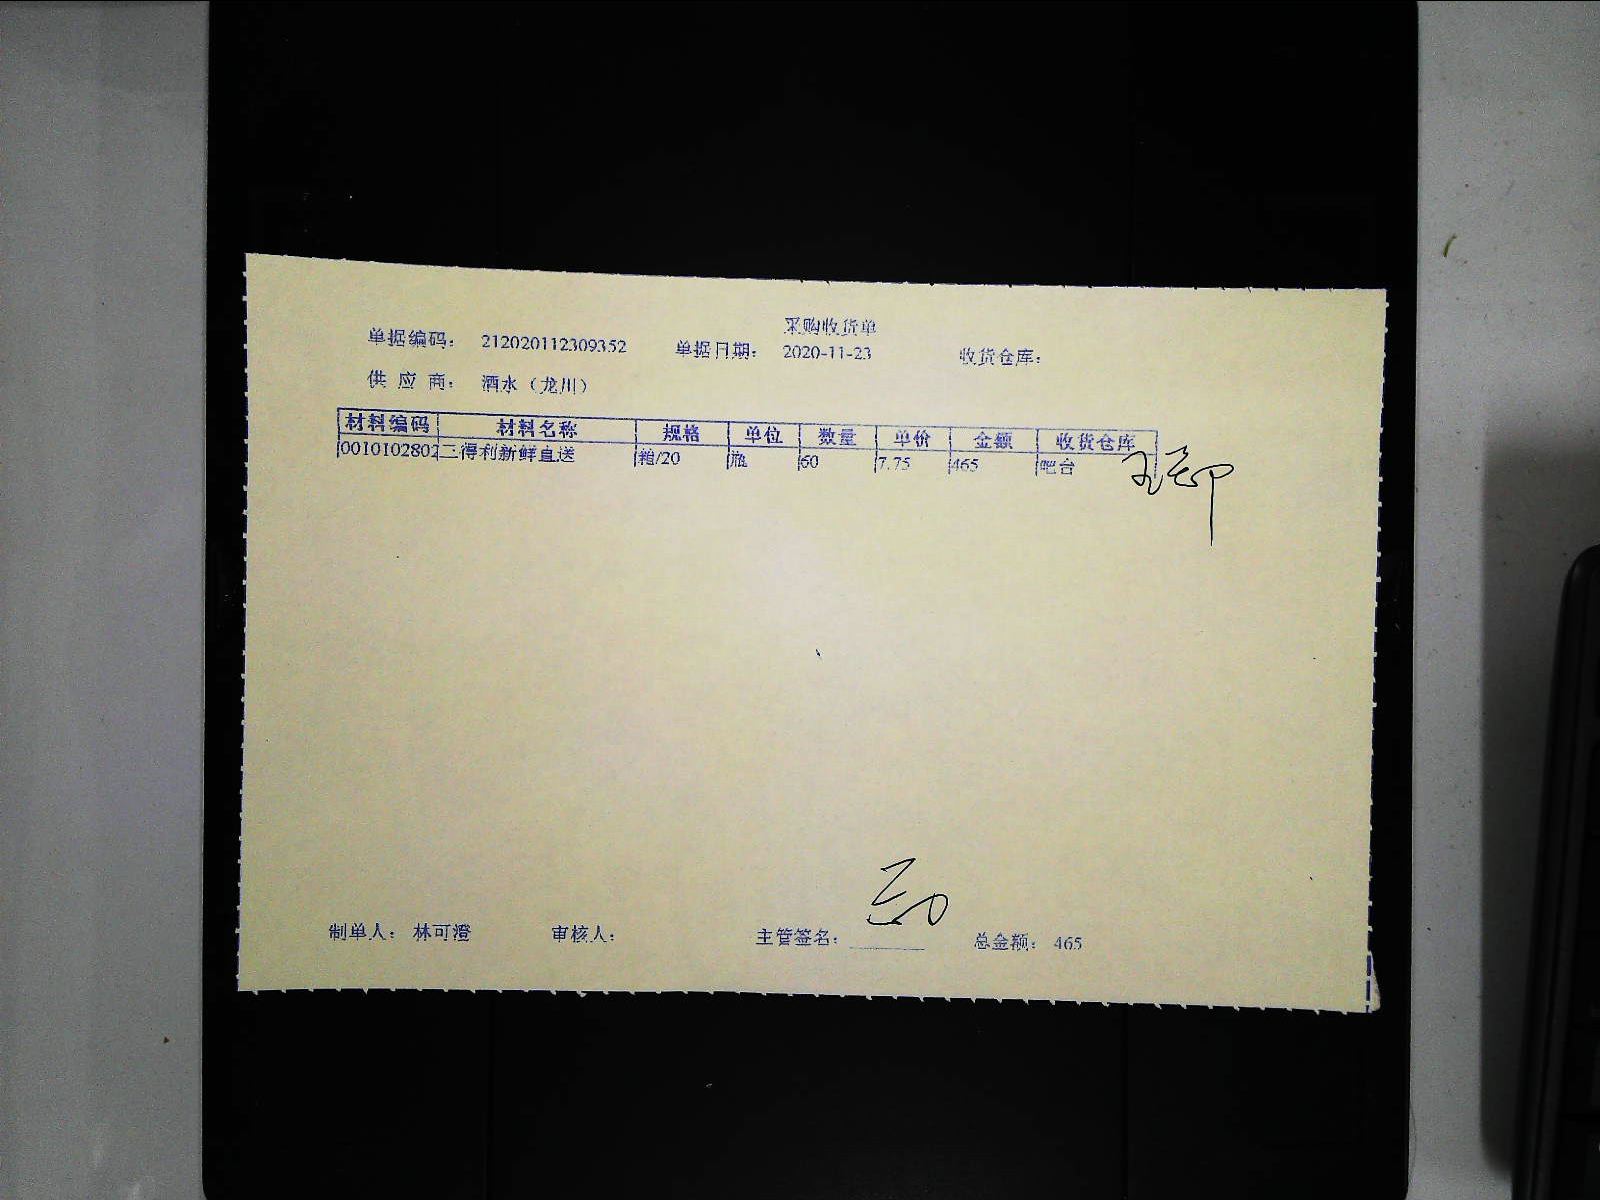 采购收货单
单据编码： 212020112309352 单据日期： 2020-11-23 收货仓库：
供 应 商： 酒水（龙川）
材料编码 材料名称 规格 单位 数量 单价 金额 收货仓库
0010102802 三得利新鲜直送 箱/20 瓶 60 7.75 465 吧台
制单人： 林可澄 审核人： 主管签名： 总金额： 465